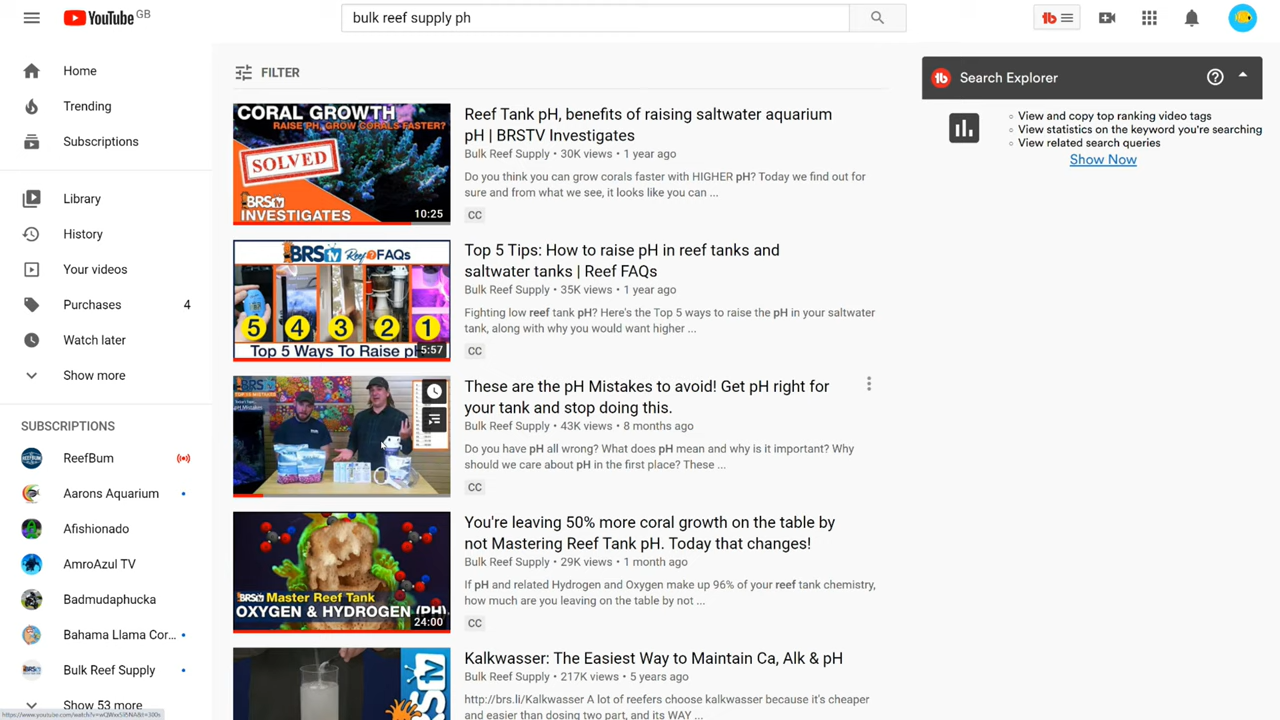 YouTube GB
bulk reef supply ph
Home
Trending
Subscriptions
Library
History
Your videos
Purchases 4
Watch later
Show more
SUBSCRIPTIONS
ReefBum
Aarons Aquarium
Afishionado
AmroAzul TV
Badmudaphucka
Bahama Llama Cor...
Bulk Reef Supply
Show 53 more
FILTER
CORAL GROWTH
RAISE PH, GROW CORALS FASTER?
SOLVED
BRStv
INVESTIGATES
10:25
Reef Tank pH, benefits of raising saltwater aquarium
pH | BRSTV Investigates
Bulk Reef Supply • 30K views • 1 year ago
Do you think you can grow corals faster with HIGHER pH? Today we find out for
sure and from what we see, it looks like you can ...
CC
BRStv Reef FAQs
5 4 3 2 1
Top 5 Ways To Raise pH
5:57
Top 5 Tips: How to raise pH in reef tanks and
saltwater tanks | Reef FAQs
Bulk Reef Supply • 35K views • 1 year ago
Fighting low reef tank pH? Here's the Top 5 ways to raise the pH in your saltwater
tank, along with why you would want higher ...
CC
BRS
These are the pH Mistakes to avoid! Get pH right for
your tank and stop doing this.
Bulk Reef Supply • 43K views • 8 months ago
Do you have pH all wrong? What does pH mean and why is it important? Why
should we care about pH in the first place? These ...
CC
BRStv Master Reef Tank
OXYGEN & HYDROGEN (PH)
24:00
You're leaving 50% more coral growth on the table by
not Mastering Reef Tank pH. Today that changes!
Bulk Reef Supply • 29K views • 1 month ago
If pH and related Hydrogen and Oxygen make up 96% of your reef tank chemistry,
how much are you leaving on the table by not ...
CC
BRStv
Kalkwasser: The Easiest Way to Maintain Ca, Alk & pH
Bulk Reef Supply • 217K views • 5 years ago
http://brs.li/Kalkwasser A lot of reefers choose kalkwasser because it's cheaper
and easier than dosing two part, and its WAY ...
tb
tb Search Explorer
View and copy top ranking video tags
View statistics on the keyword you're searching
View related search queries
Show Now